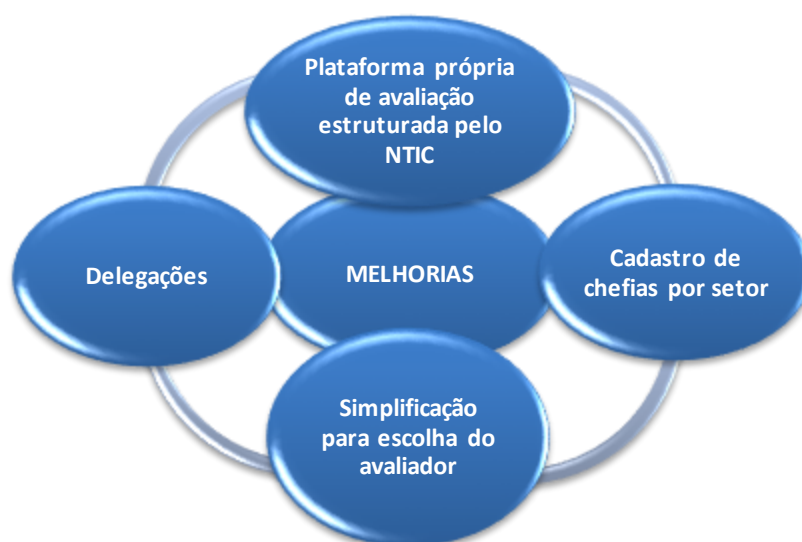 Plataforma própria
de avaliação
estruturada pelo
NTIC
Delegações
MELHORIAS
Cadastro de
chefias por setor
Simplificação
para escolha do
avaliador